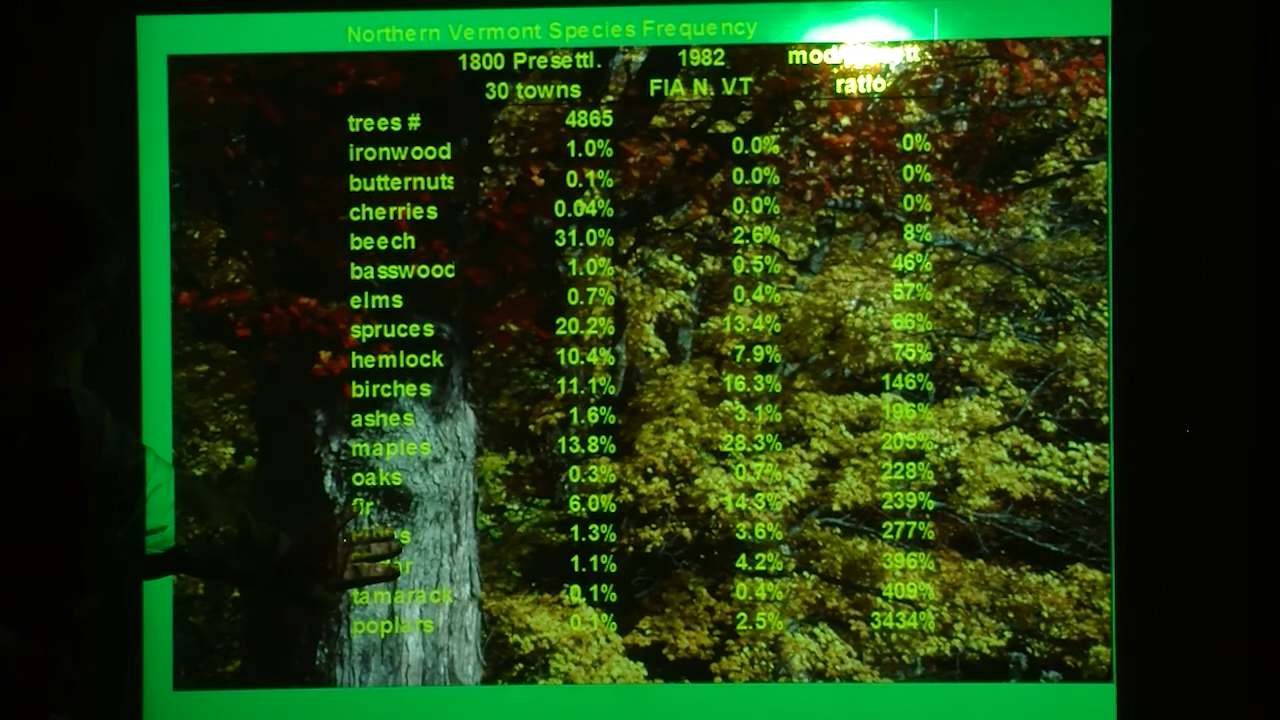 Northern Vermont Species Frequency
1800 Presettl. 1982
30 towns FIA N. VT ratio
trees # 4865
ironwood 1.0% 0.0% 0%
butternuts 0.1% 0.0% 0%
cherries 0.04% 0.0% 0%
beech 31.0% 2.6% 8%
basswood 1.0% 0.5% 46%
elms 0.7% 0.4% 57%
spruces 20.2% 13.4% 66%
hemlock 10.4% 7.9% 75%
birches 11.1% 16.3% 146%
ashes 1.6% 3.1% 196%
maples 13.8% 28.3% 205%
oaks 0.3% 0.7% 228%
fir 6.0% 14.3% 239%
1.3% 3.6% 277%
1.1% 4.2% 396%
tamarack 0.1% 0.4% 409%
poplars 0.1% 2.5% 3434%